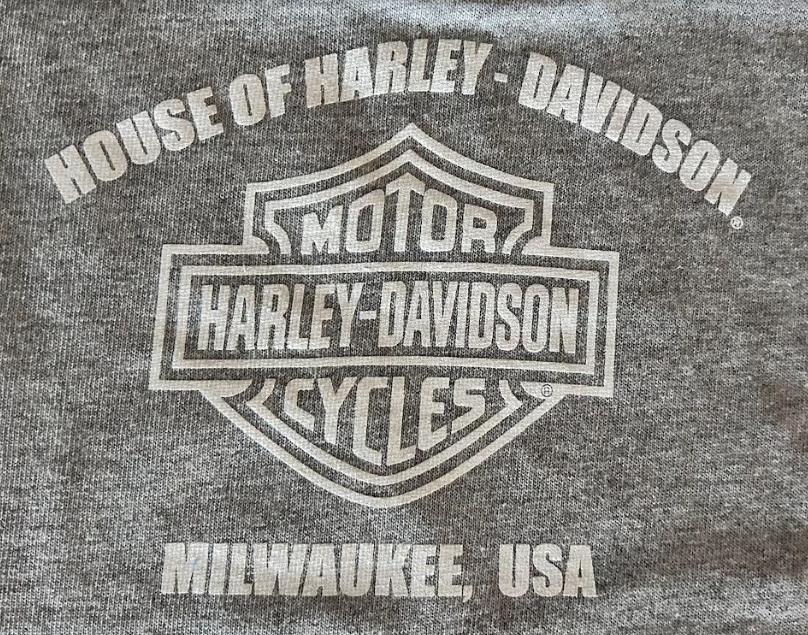 HOUSE OF HARLEY - DAVIDSON®
MOTOR
HARLEY-DAVIDSON
CYCLES
®
MILWAUKEE, USA